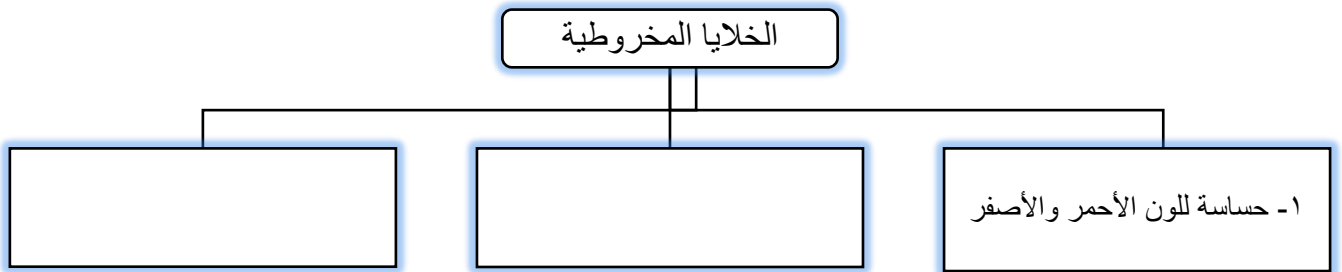 الخلايا المخروطية
١- حساسة للون الأحمر والأصفر